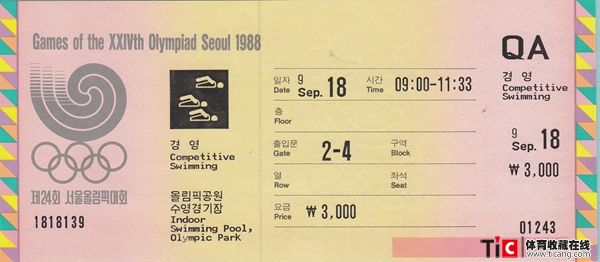 Games of the XXIVth Olympiad Seoul 1988
제24회 서울올림픽대회
1818139
경영
Competitive
Swimming
올림픽공원
수영경기장
Indoor
Swimming Pool,
Olympic Park
일자 9 시간
Date Sep. 18 Time 09:00-11:33
층
Floor
출입문 구역
Gate 2-4 Block
열 좌석
Row Seat
요금
Price ₩ 3,000
QA
경영
Competitive
Swimming
9
Sep. 18
₩ 3,000
01243
TiC 体育收藏在线
www.ticang.com